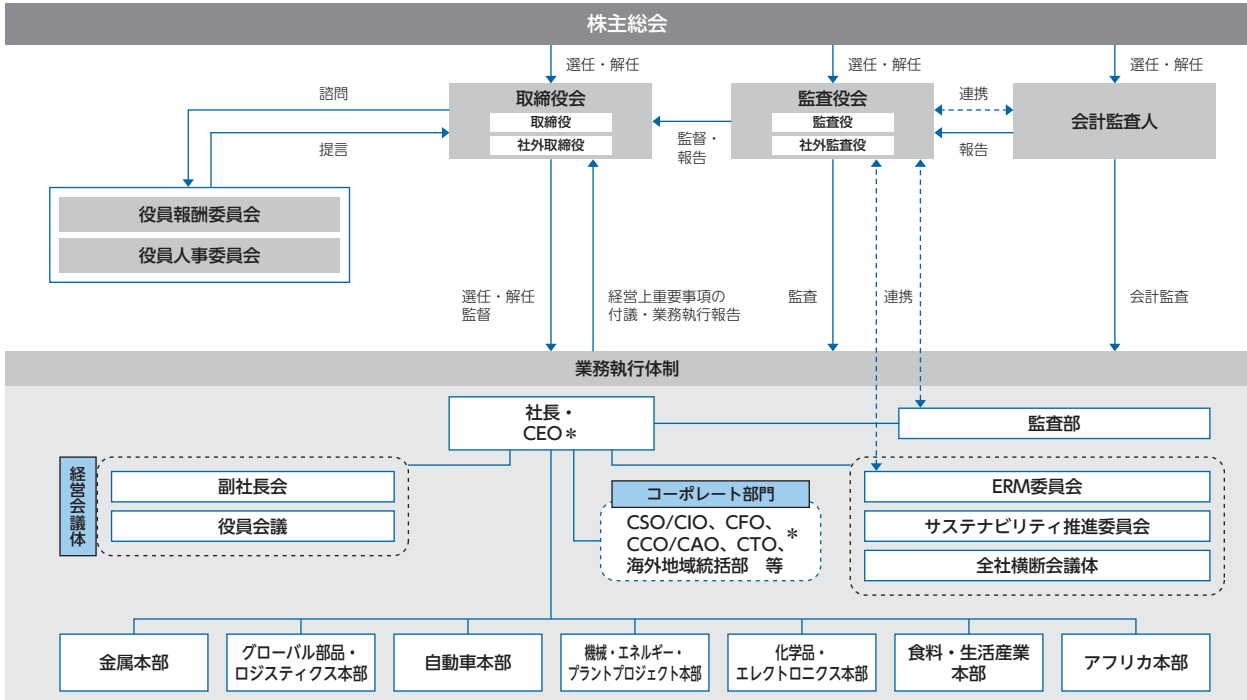 株主総会
選任・解任
選任・解任
選任・解任
諮問
提言
取締役会
取締役
社外取締役
監督・
報告
監査役会
監査役
社外監査役
連携
報告
会計監査人
役員報酬委員会
役員人事委員会
選任・解任
監督
経営上重要事項の
付議・業務執行報告
監査
連携
会計監査
業務執行体制
社長・
CEO＊
監査部
経営会議体
副社長会
役員会議
コーポレート部門
CSO/CIO、CFO、
CCO/CAO、CTO、＊
海外地域統括部　等
ERM委員会
サステナビリティ推進委員会
全社横断会議体
金属本部
グローバル部品・
ロジスティクス本部
自動車本部
機械・エネルギー・
プラントプロジェクト本部
化学品・
エレクトロニクス本部
食料・生活産業
本部
アフリカ本部